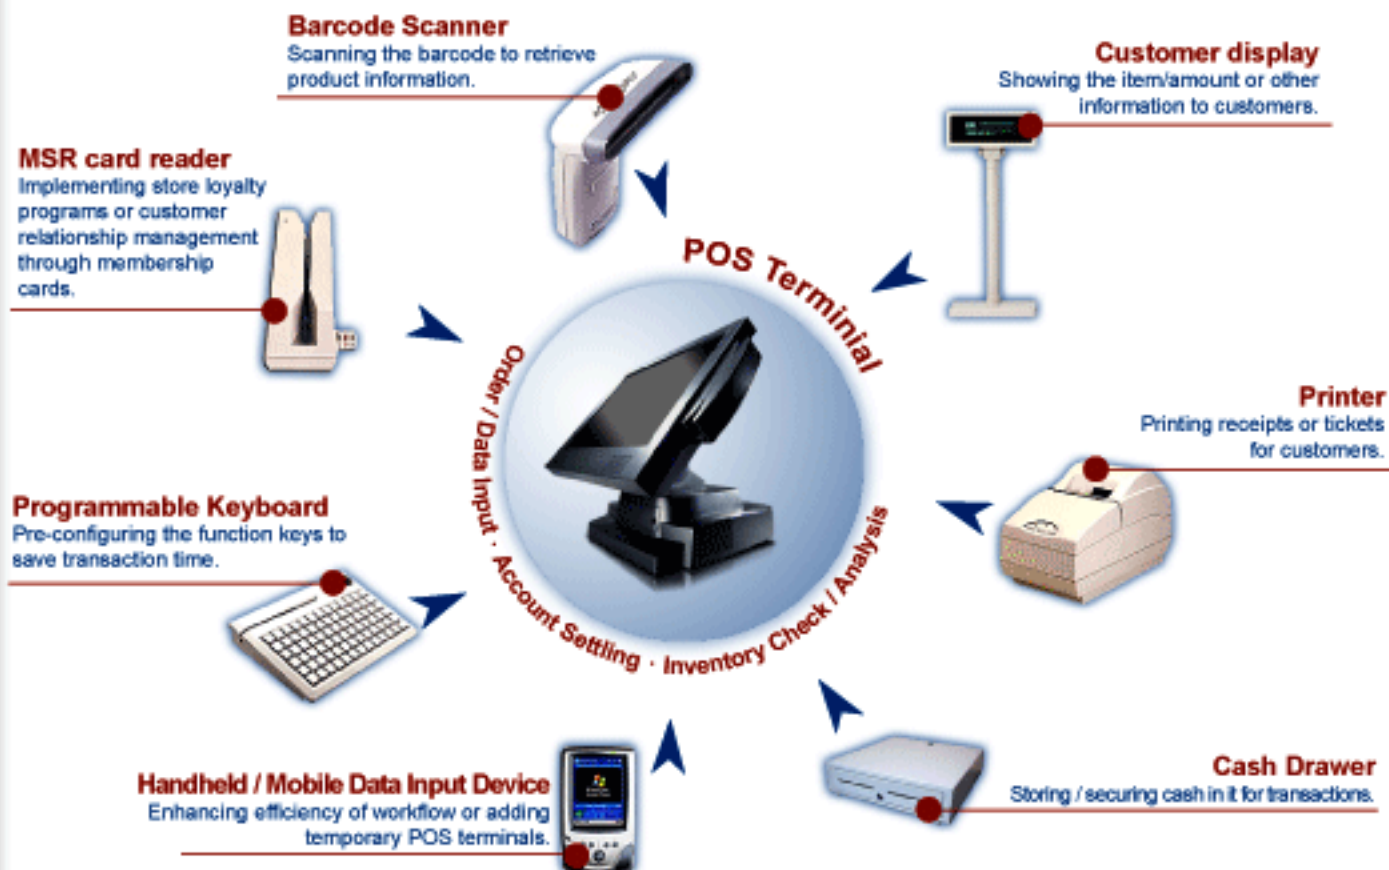 Barcode Scanner
Scanning the barcode to retrieve
product information.
Customer display
Showing the item/amount or other
information to customers.
MSR card reader
Implementing store loyalty
programs or customer
relationship management
through membership
cards.
POS Terminial
Order / Data Input · Account Settling · Inventory Check / Analysis
Printer
Printing receipts or tickets
for customers.
Programmable Keyboard
Pre-configuring the function keys to
save transaction time.
Handheld / Mobile Data Input Device
Enhancing efficiency of workflow or adding
temporary POS terminals.
Cash Drawer
Storing / securing cash in it for transactions.